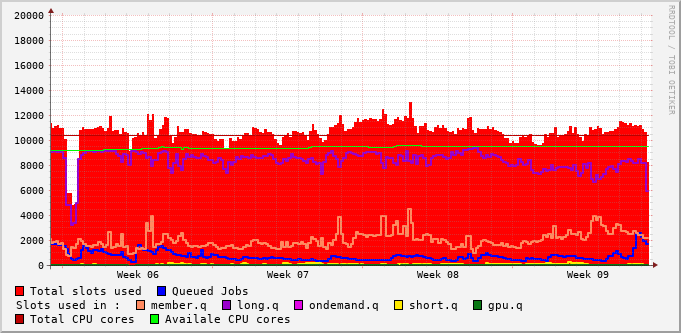 20000
18000
16000
14000
12000
10000
8000
6000
4000
2000
0
Week 06 Week 07 Week 08 Week 09
RRDTOOL / TOBI OETIKER
Total slots used Queued Jobs
Slots used in : member.q long.q ondemand.q short.q gpu.q
Total CPU cores Availale CPU cores